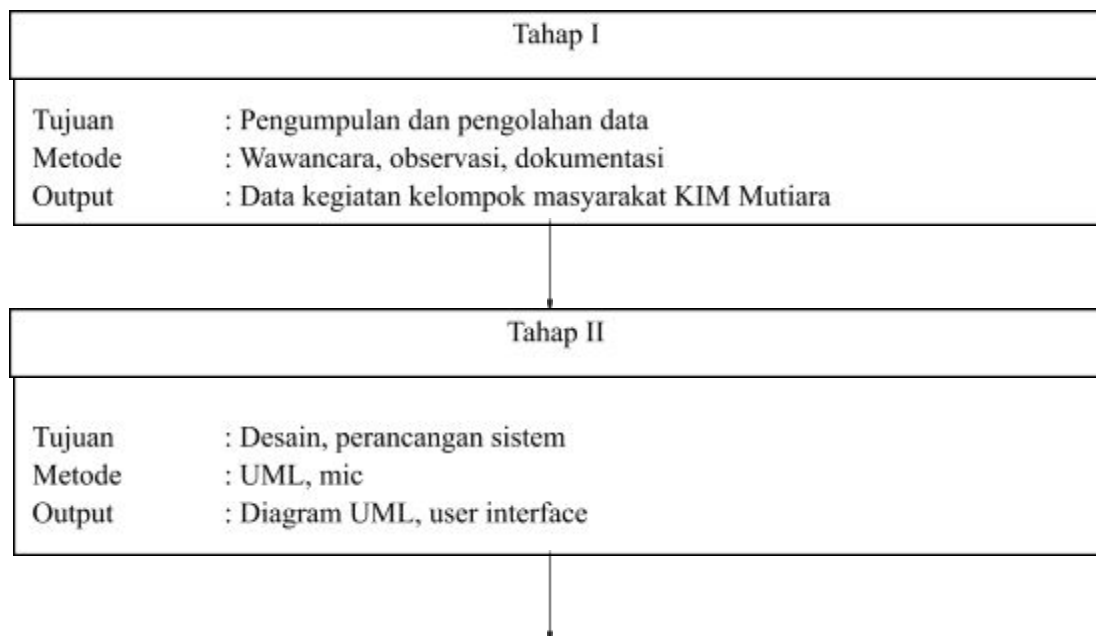 Tahap I
Tujuan : Pengumpulan dan pengolahan data
Metode : Wawancara, observasi, dokumentasi
Output : Data kegiatan kelompok masyarakat KIM Mutiara
Tahap II
Tujuan : Desain, perancangan sistem
Metode : UML, mic
Output : Diagram UML, user interface